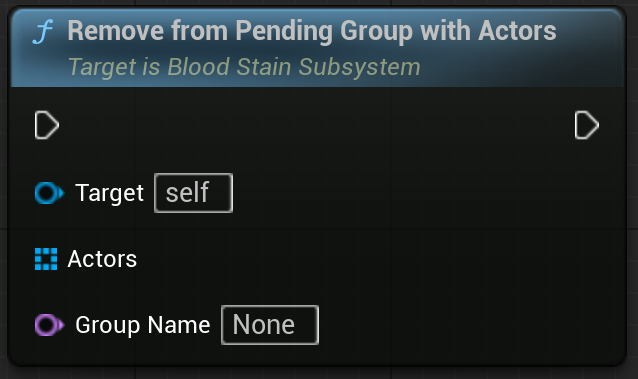 f Remove from Pending Group with Actors
Target is Blood Stain Subsystem
Target self
Actors
Group Name None